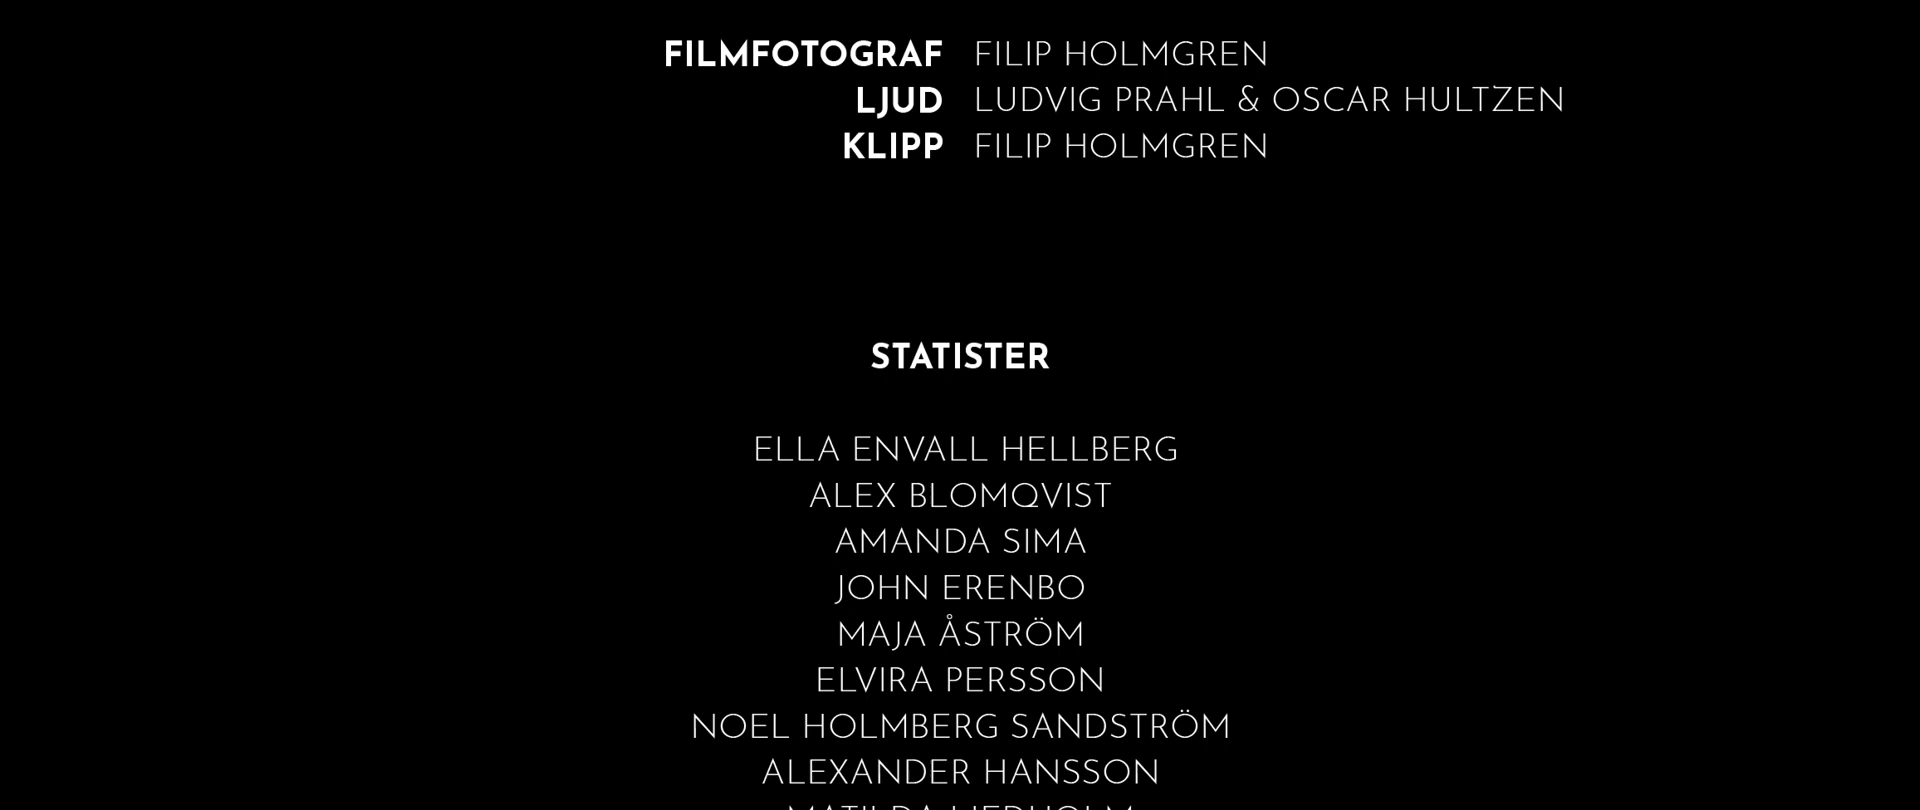 FILMFOTOGRAF FILIP HOLMGREN
LJUD LUDVIG PRAHL & OSCAR HULTZEN
KLIPP FILIP HOLMGREN
STATISTER
ELLA ENVALL HELLBERG
ALEX BLOMQVIST
AMANDA SIMA
JOHN ERENBO
MAJA ÅSTRÖM
ELVIRA PERSSON
NOEL HOLMBERG SANDSTRÖM
ALEXANDER HANSSON
MATILDA